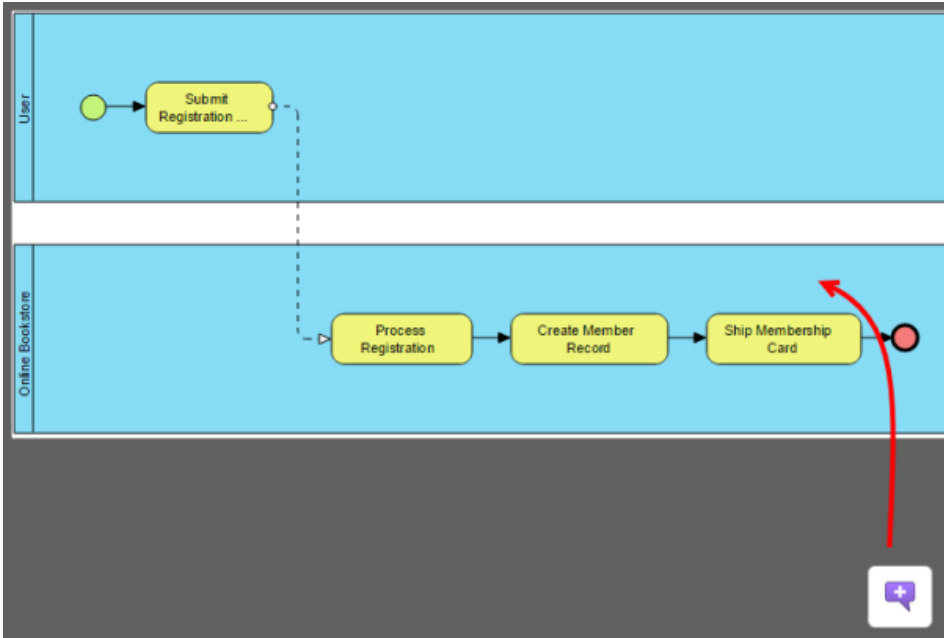 User
Submit
Registration ...
Online Bookstore
Process
Registration
Create Member
Record
Ship Membership
Card